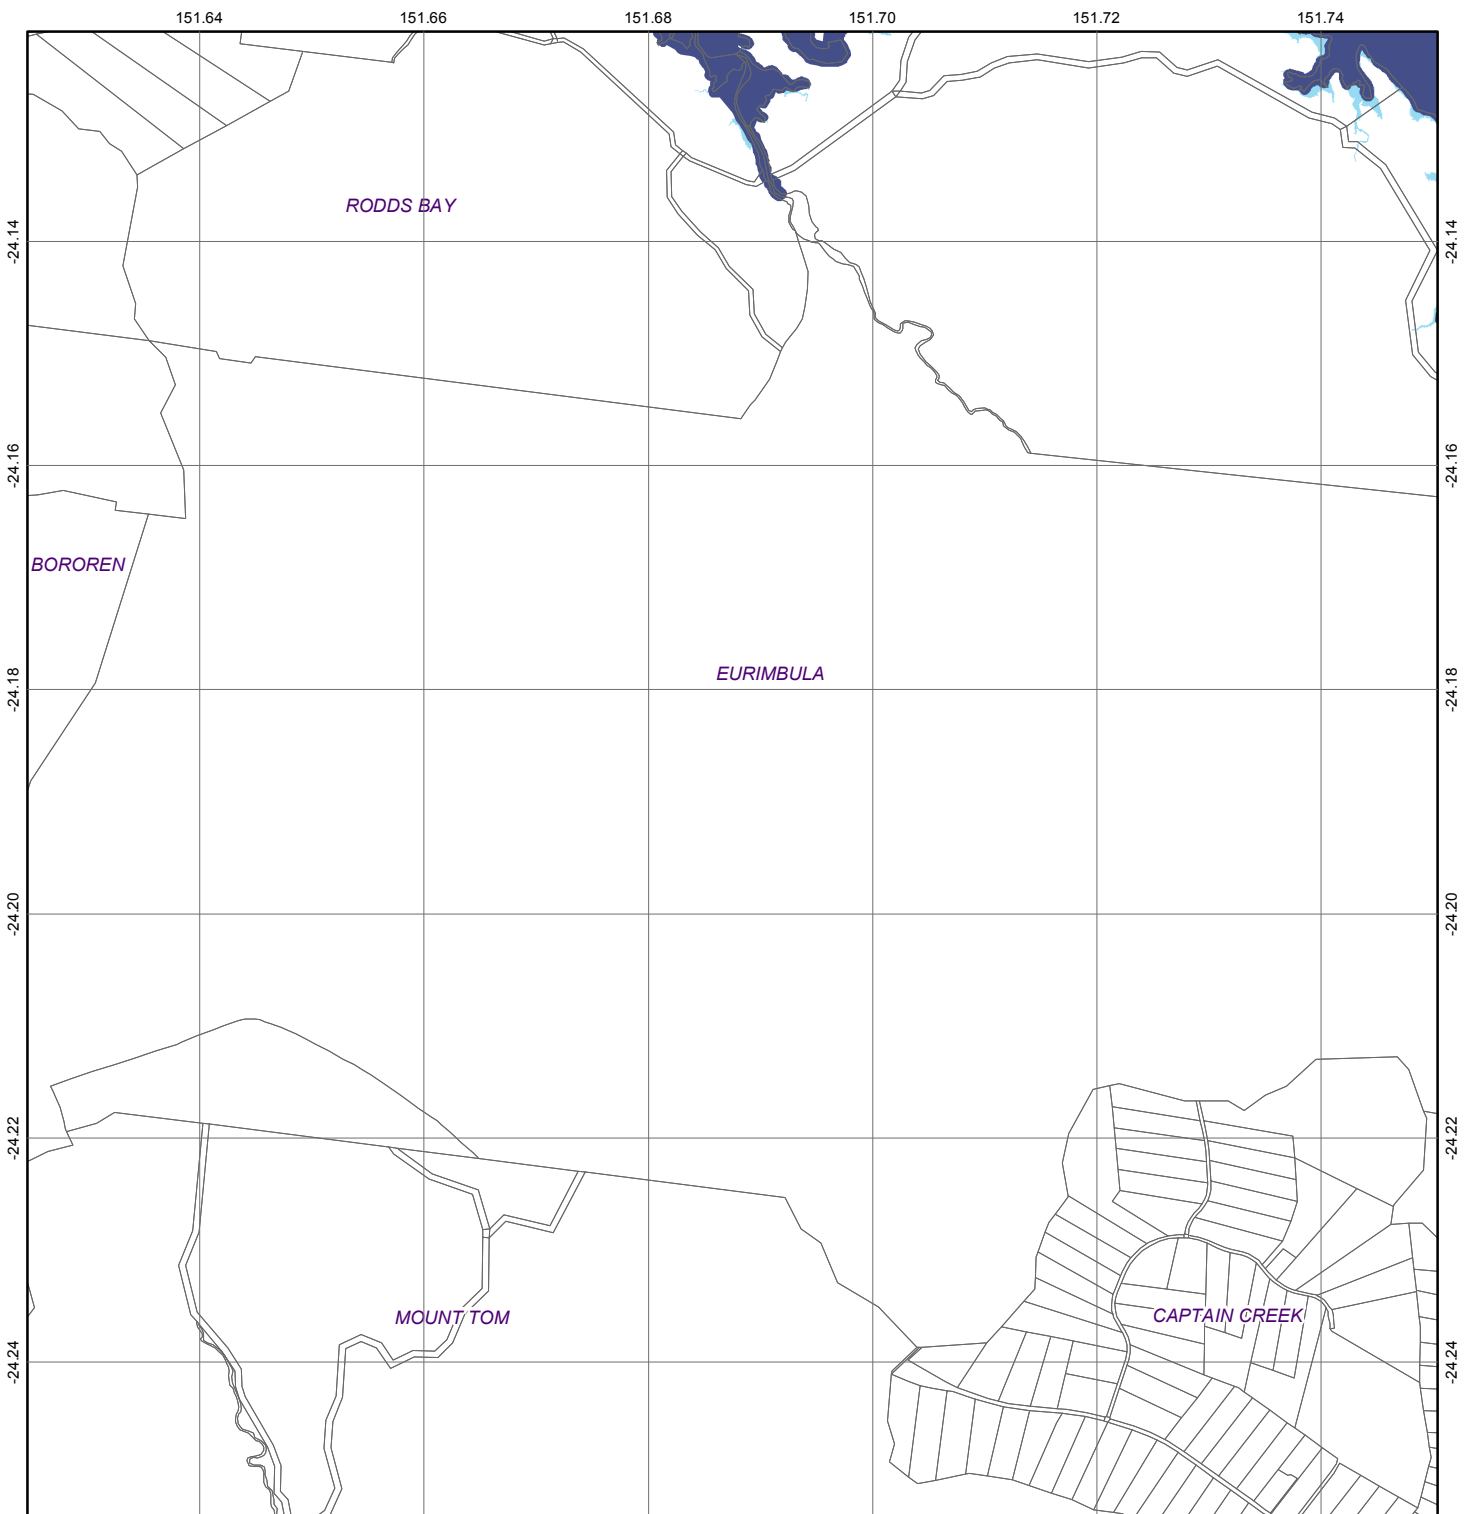 151.64 151.66 151.68 151.70 151.72 151.74
RODDS BAY
-24.14 -24.14
-24.16 -24.16
BOROREN
EURIMBULA
-24.18 -24.18
-24.20 -24.20
-24.22 -24.22
MOUNT TOM CAPTAIN CREEK
-24.24 -24.24